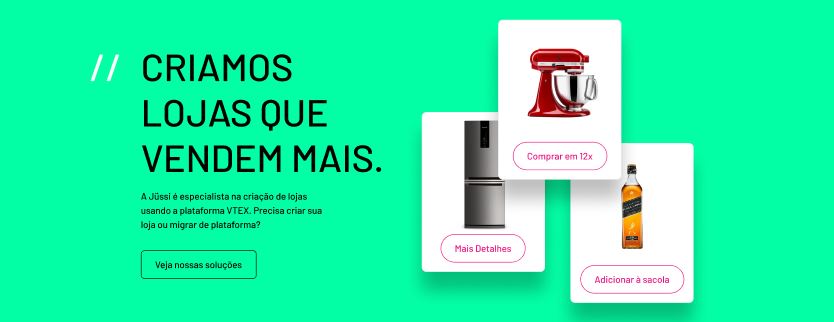 // CRIAMOS
LOJAS QUE
VENDEM MAIS.
A Jüssi é especialista na criação de lojas
usando a plataforma VTEX. Precisa criar sua
loja ou migrar de plataforma?
Veja nossas soluções
Comprar em 12x
Mais Detalhes
Adicionar à sacola